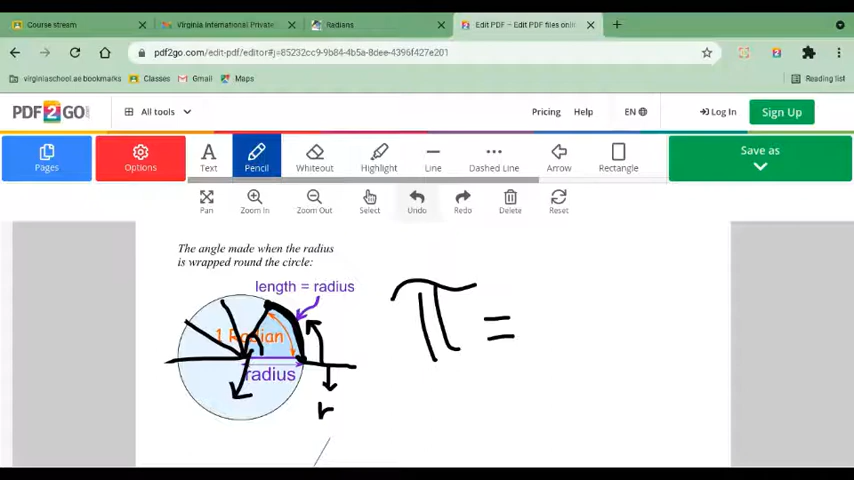 Course stream
Virginia International Private
Radians
Edit PDF – Edit PDF files onlin
pdf2go.com/edit-pdf/editor#j=85232cc9-9b84-4b5a-8dee-4396f427e201
virginiaschool.ae bookmarks
Classes
Gmail
Maps
Reading list
PDF2GO
All tools
Pricing
Help
EN
Log In
Sign Up
Pages
Options
Text
Pencil
Whiteout
Highlight
Line
Dashed Line
Arrow
Rectangle
Save as
Pan
Zoom In
Zoom Out
Select
Undo
Redo
Delete
Reset
The angle made when the radius
is wrapped round the circle:
length = radius
1 Radian
radius
r
π =